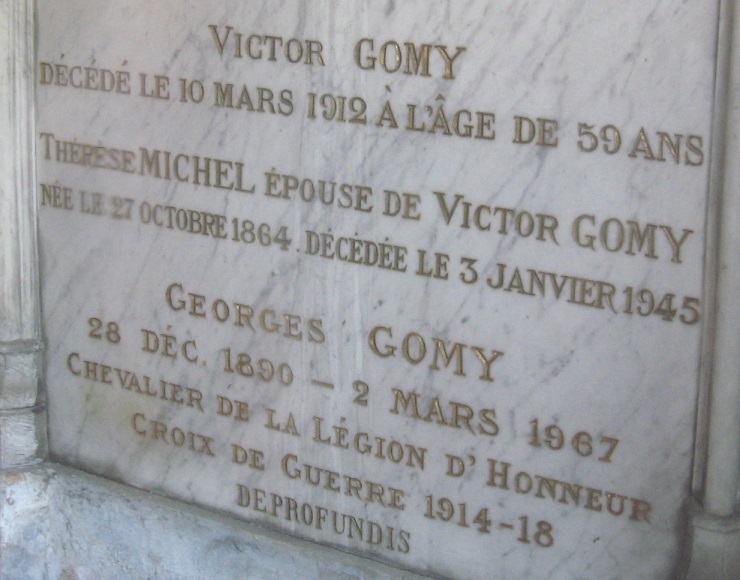 VICTOR GOMY
DÉCÉDÉ LE 10 MARS 1912 À L'ÂGE DE 59 ANS
THÉRÈSE MICHEL ÉPOUSE DE VICTOR GOMY
NÉE LE 27 OCTOBRE 1864. DÉCÉDÉE LE 3 JANVIER 1945
GEORGES GOMY
28 DÉC. 1890 – 2 MARS 1967
CHEVALIER DE LA LÉGION D'HONNEUR
CROIX DE GUERRE 1914-18
DE PROFUNDIS